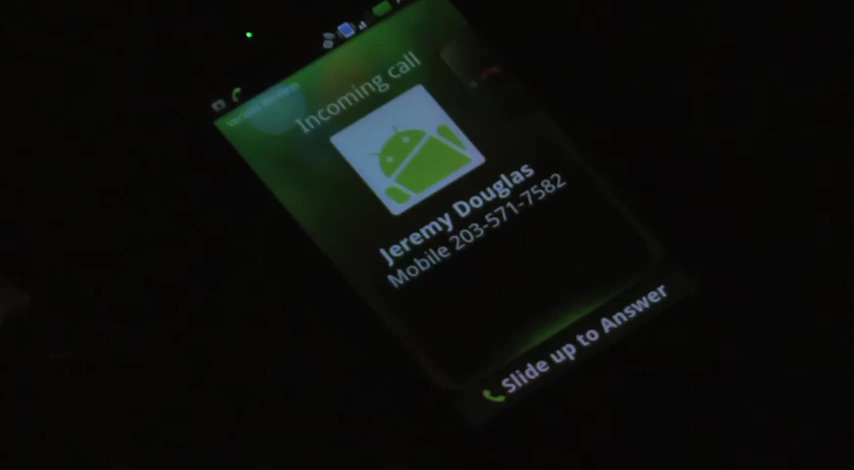 Incoming call
Jeremy Douglas
Mobile 203-571-7582
Slide up to Answer